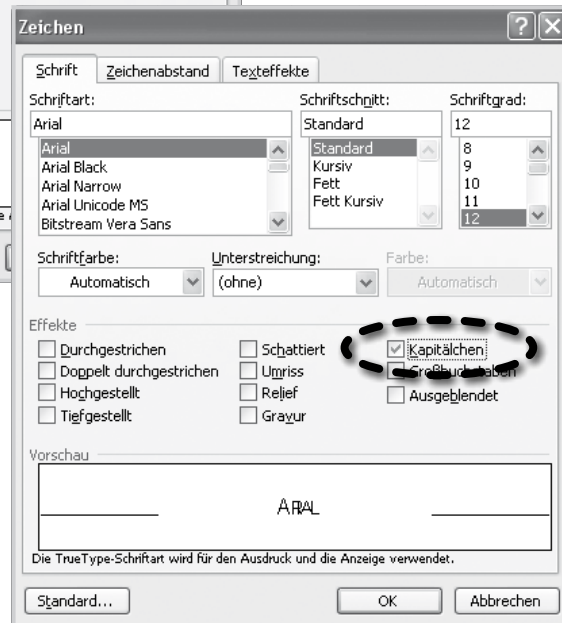 Zeichen
Schrift Zeichenabstand Texteffekte
Schriftart: Schriftschnitt: Schriftgrad:
Arial Standard 12
Arial Standard 8
Arial Black Kursiv 9
Arial Narrow Fett 10
Arial Unicode MS Fett Kursiv 11
Bitstream Vera Sans 12
Schriftfarbe: Unterstreichung: Farbe:
Automatisch (ohne) Automatisch
Effekte
Durchgestrichen Schattiert Kapitälchen
Doppelt durchgestrichen Umriss Großbuchstaben
Hochgestellt Relief Ausgeblendet
Tiefgestellt Gravur
Vorschau
ARIAL
Die TrueType-Schriftart wird für den Ausdruck und die Anzeige verwendet.
Standard... OK Abbrechen